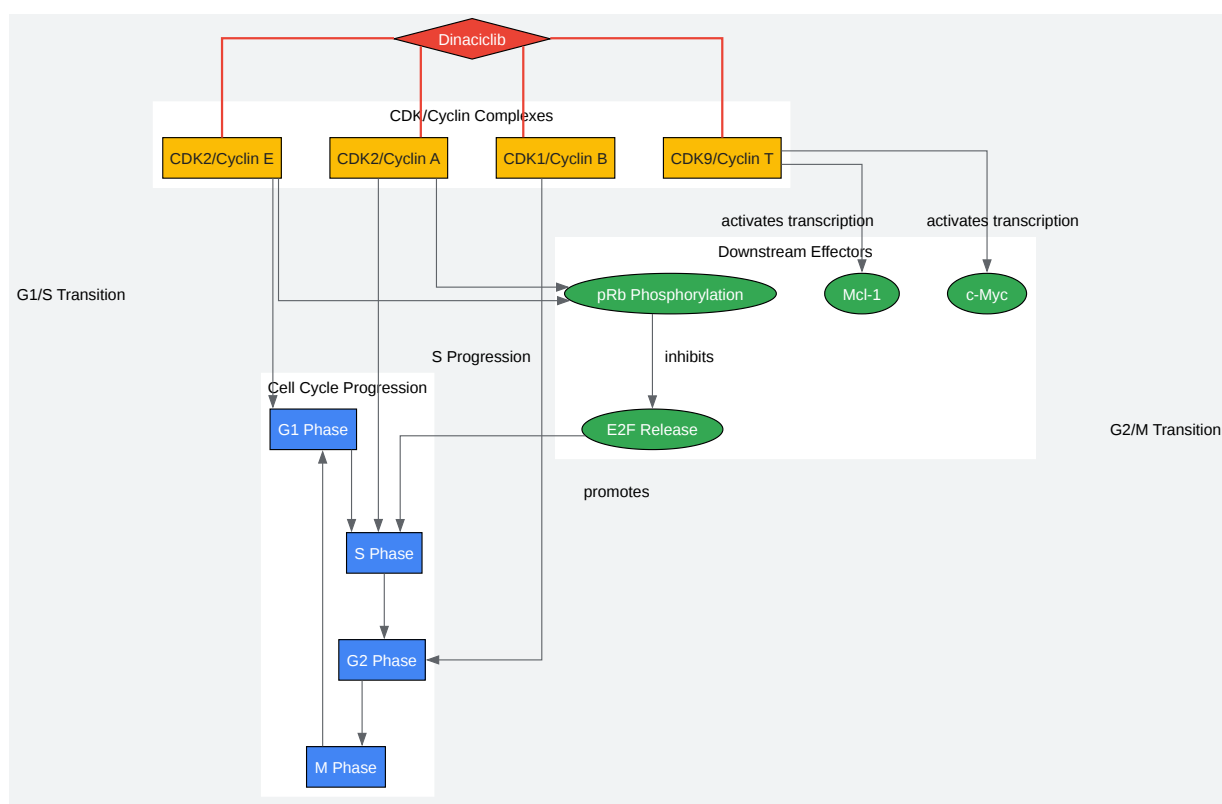 Dinaciclib
CDK/Cyclin Complexes
CDK2/Cyclin E
CDK2/Cyclin A
CDK1/Cyclin B
CDK9/Cyclin T
activates transcription
activates transcription
Downstream Effectors
G1/S Transition
pRb Phosphorylation
Mcl-1
c-Myc
S Progression
inhibits
Cell Cycle Progression
G1 Phase
E2F Release
G2/M Transition
promotes
S Phase
G2 Phase
M Phase